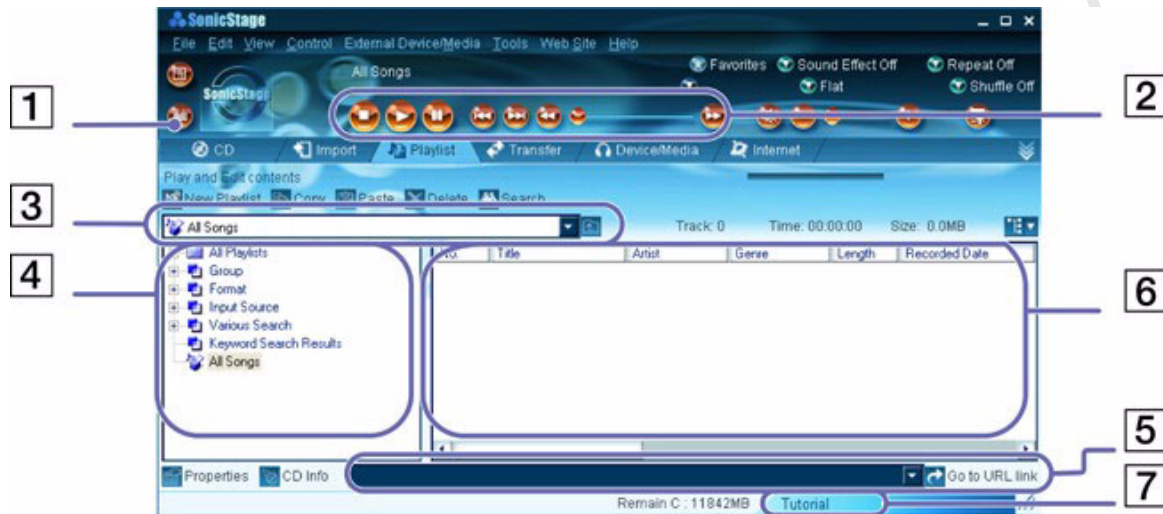 SonicStage
File Edit View Control External Device/Media Tools Web Site Help
All Songs
Favorites Sound Effect Off Repeat Off
SonicStage
Flat Shuffle Off
1
2
CD Import Playlist Transfer Device/Media Internet
Play and Edit contents
New Playlist Copy Paste Delete Search
3
All Songs
Track: 0 Time: 00:00:00 Size: 0.0MB
4
All Playlists
Group
Format
Input Source
Various Search
Keyword Search Results
All Songs
No. Title Artist Genre Length Recorded Date
6
5
Properties CD Info
Go to URL link
7
Remain C : 11842MB Tutorial